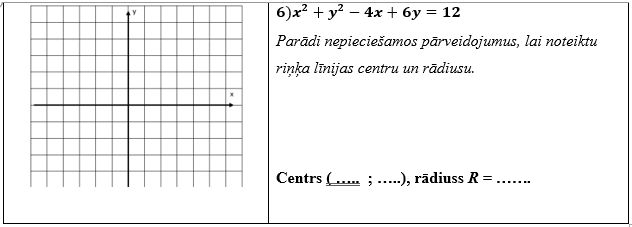 y
x
6)x² + y² − 4x + 6y = 12
Parādi nepieciešamos pārveidojumus, lai noteiktu
riņķa līnijas centru un rādiusu.
Centrs ( ….. ; …..), rādiuss R = …….